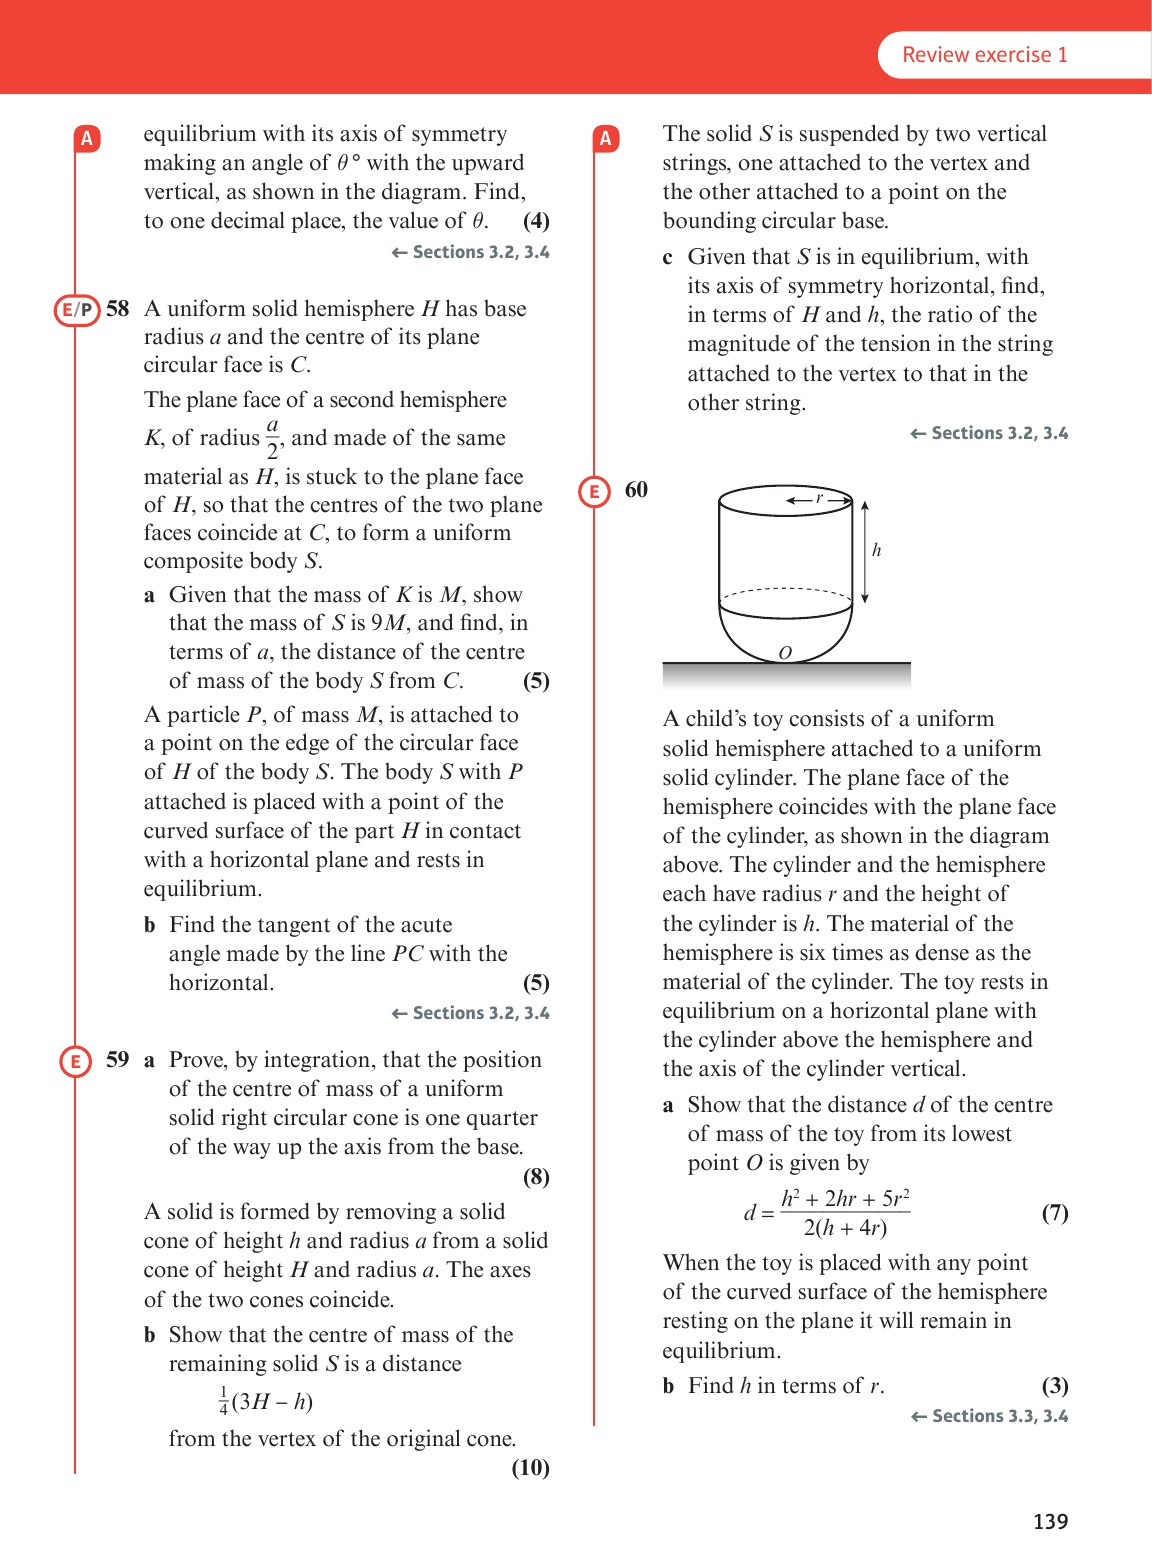 Review exercise 1
A
equilibrium with its axis of symmetry
making an angle of θ° with the upward
vertical, as shown in the diagram. Find,
to one decimal place, the value of θ. (4)
← Sections 3.2, 3.4
E/P 58 A uniform solid hemisphere H has base
radius a and the centre of its plane
circular face is C.
The plane face of a second hemisphere
K, of radius a/2, and made of the same
material as H, is stuck to the plane face
of H, so that the centres of the two plane
faces coincide at C, to form a uniform
composite body S.
a Given that the mass of K is M, show
that the mass of S is 9M, and find, in
terms of a, the distance of the centre
of mass of the body S from C. (5)
A particle P, of mass M, is attached to
a point on the edge of the circular face
of H of the body S. The body S with P
attached is placed with a point of the
curved surface of the part H in contact
with a horizontal plane and rests in
equilibrium.
b Find the tangent of the acute
angle made by the line PC with the
horizontal. (5)
← Sections 3.2, 3.4
E 59 a Prove, by integration, that the position
of the centre of mass of a uniform
solid right circular cone is one quarter
of the way up the axis from the base.
(8)
A solid is formed by removing a solid
cone of height h and radius a from a solid
cone of height H and radius a. The axes
of the two cones coincide.
b Show that the centre of mass of the
remaining solid S is a distance
1/4(3H – h)
from the vertex of the original cone.
(10)
A
The solid S is suspended by two vertical
strings, one attached to the vertex and
the other attached to a point on the
bounding circular base.
c Given that S is in equilibrium, with
its axis of symmetry horizontal, find,
in terms of H and h, the ratio of the
magnitude of the tension in the string
attached to the vertex to that in the
other string.
← Sections 3.2, 3.4
E 60
r
h
O
A child's toy consists of a uniform
solid hemisphere attached to a uniform
solid cylinder. The plane face of the
hemisphere coincides with the plane face
of the cylinder, as shown in the diagram
above. The cylinder and the hemisphere
each have radius r and the height of
the cylinder is h. The material of the
hemisphere is six times as dense as the
material of the cylinder. The toy rests in
equilibrium on a horizontal plane with
the cylinder above the hemisphere and
the axis of the cylinder vertical.
a Show that the distance d of the centre
of mass of the toy from its lowest
point O is given by
d = (h² + 2hr + 5r²)/(2(h + 4r)) (7)
When the toy is placed with any point
of the curved surface of the hemisphere
resting on the plane it will remain in
equilibrium.
b Find h in terms of r. (3)
← Sections 3.3, 3.4
139